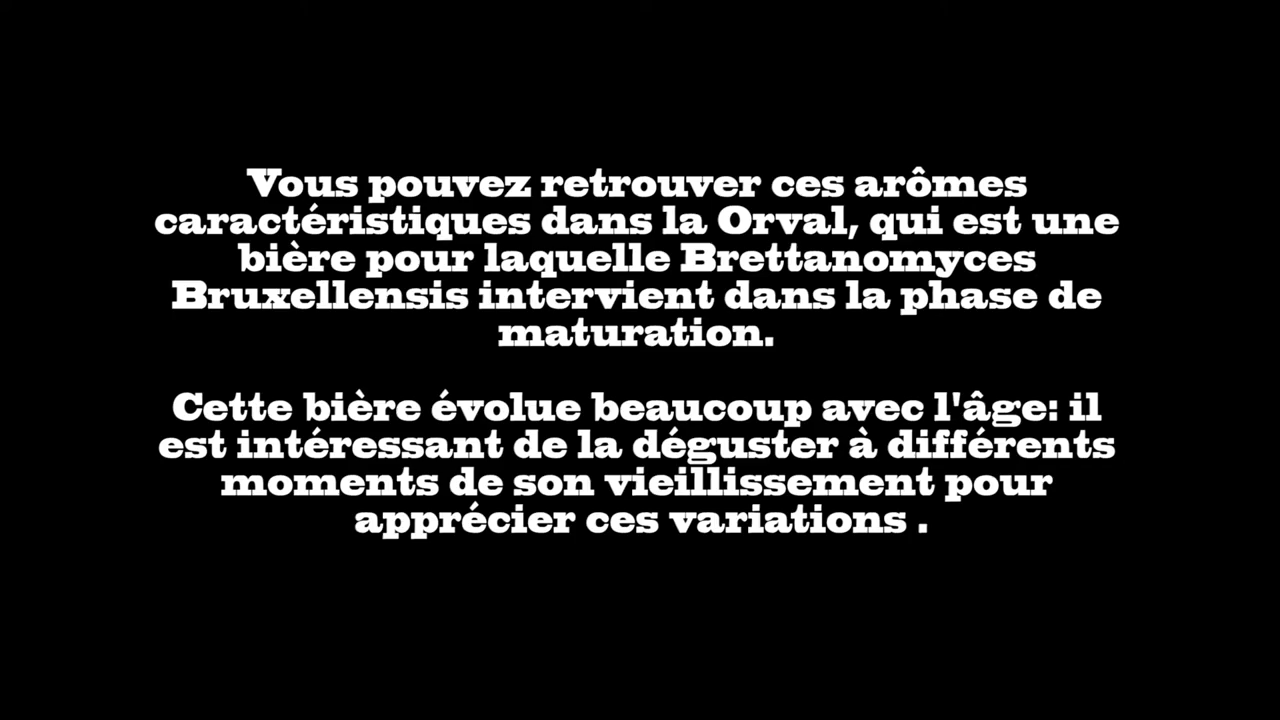 Vous pouvez retrouver ces arômes
caractéristiques dans la Orval, qui est une
bière pour laquelle Brettanomyces
Bruxellensis intervient dans la phase de
maturation.
Cette bière évolue beaucoup avec l'âge: il
est intéressant de la déguster à différents
moments de son vieillissement pour
apprécier ces variations .